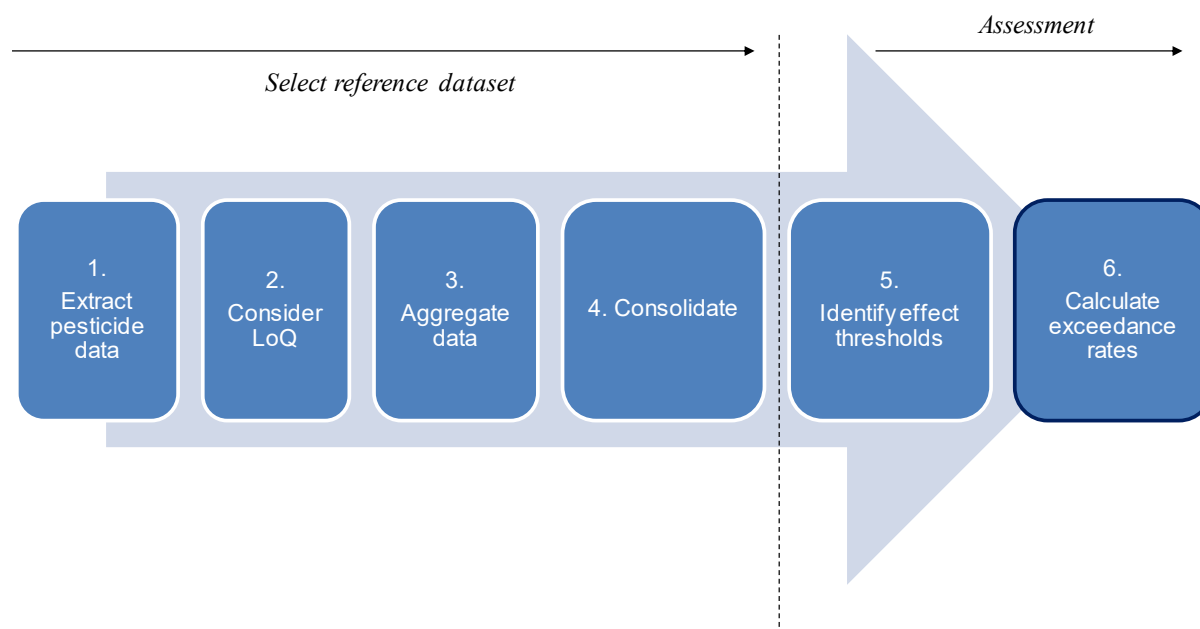 Assessment
Select reference dataset
1.
Extract
pesticide
data
2.
Consider
LoQ
3.
Aggregate
data
4. Consolidate
5.
Identify effect
thresholds
6.
Calculate
exceedance
rates